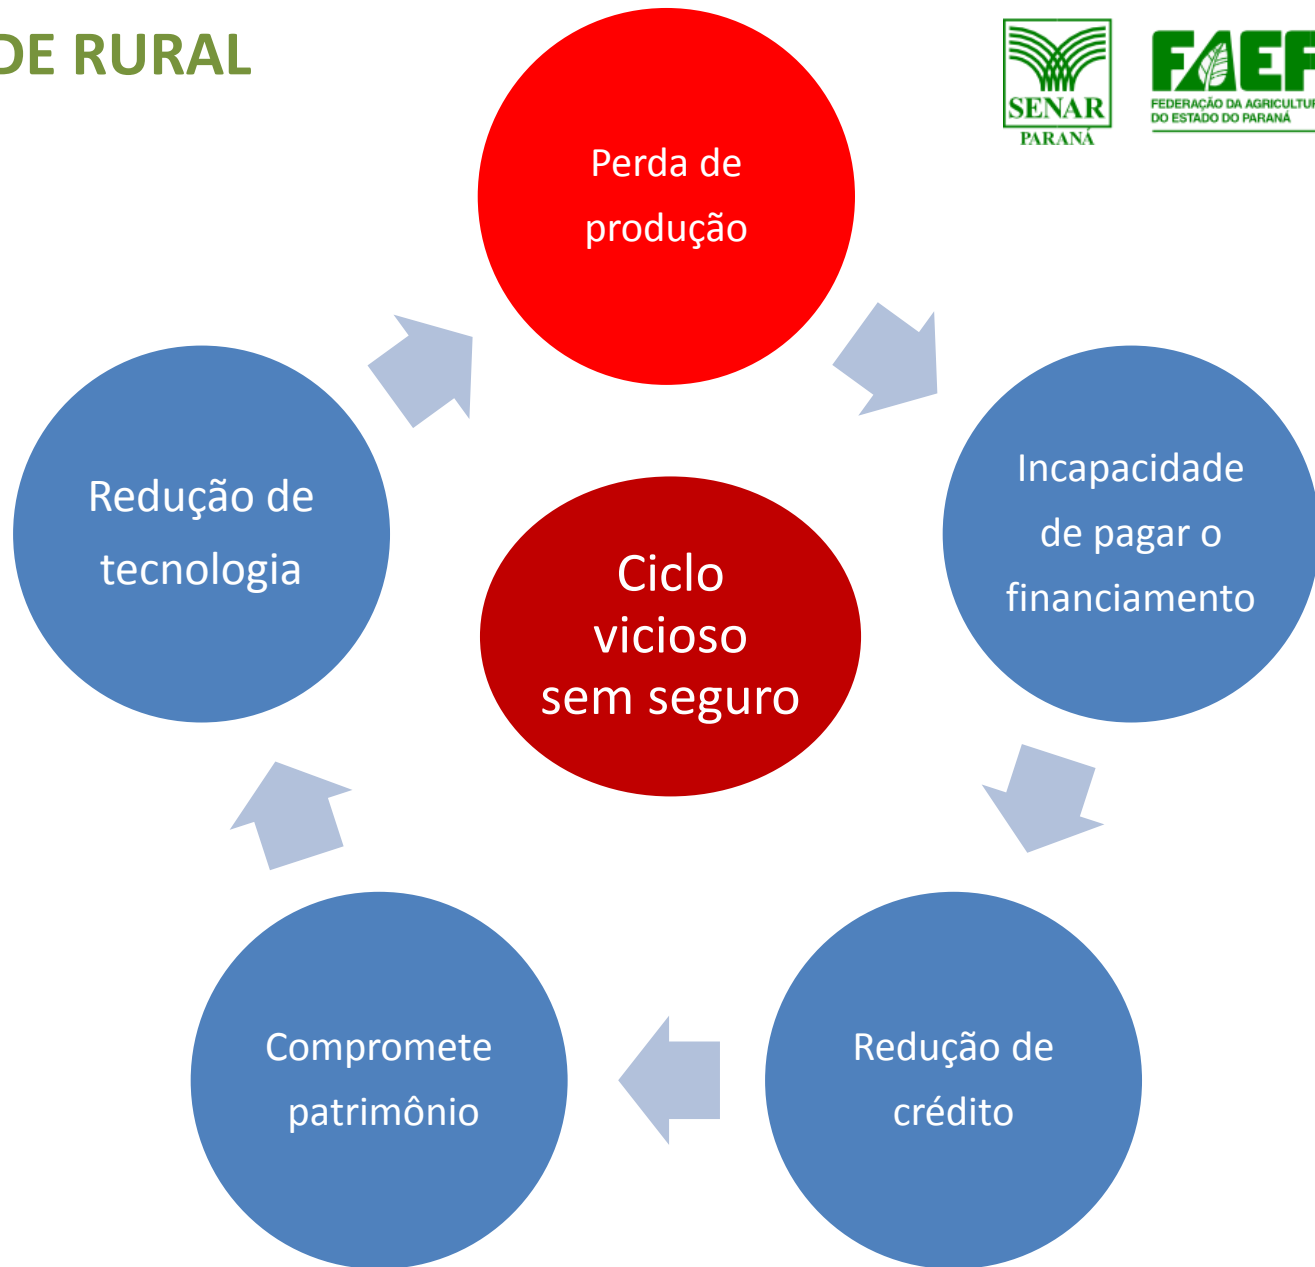 DE RURAL
SENAR
PARANÁ
FAEP
FEDERAÇÃO DA AGRICULTUR
DO ESTADO DO PARANÁ
Perda de
produção
Incapacidade
de pagar o
financiamento
Redução de
crédito
Compromete
patrimônio
Redução de
tecnologia
Ciclo
vicioso
sem seguro